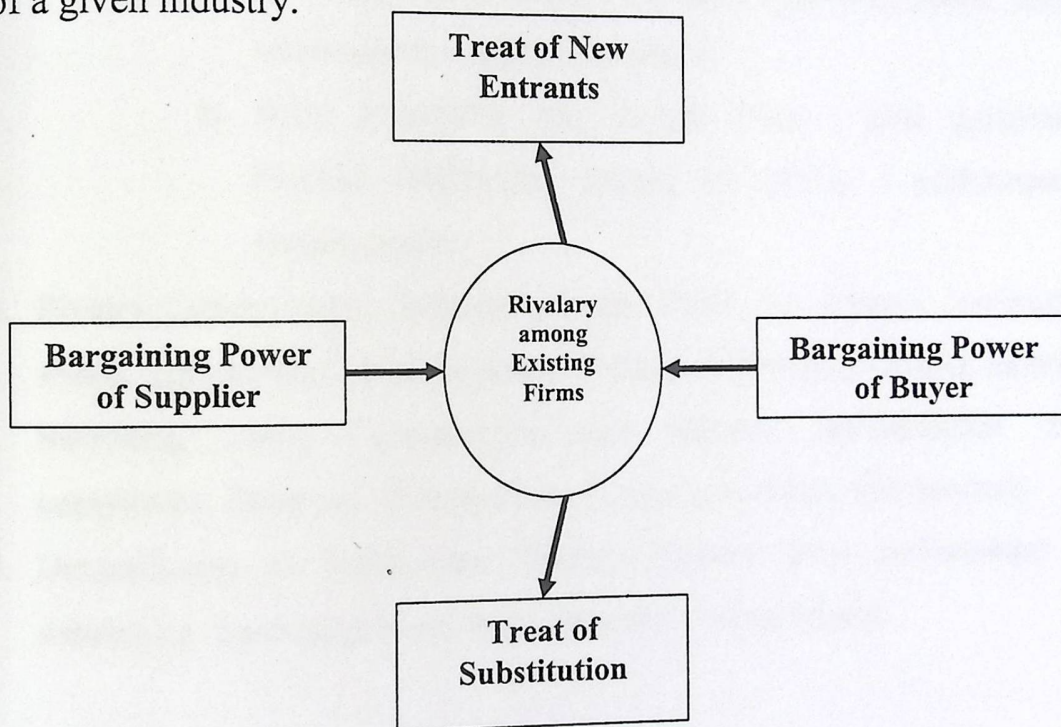 of a given industry.
Treat of New
Entrants
Rivalary
among
Existing
Firms
Bargaining Power
of Supplier
Bargaining Power
of Buyer
Treat of
Substitution